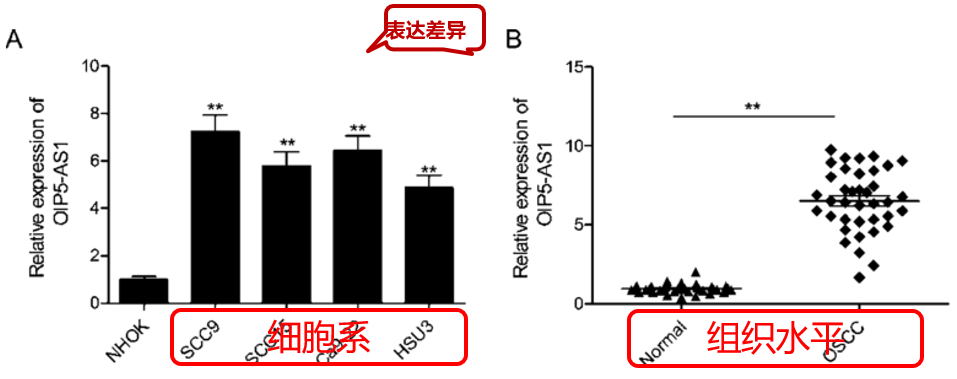 A
表达差异
B
Relative expression of
OIP5-AS1
10
8
6
4
2
0
**
**
**
**
NHOK
SCC9
HSU3
细胞系
Relative expression of
OIP5-AS1
15
10
5
0
**
Normal
OSCC
组织水平